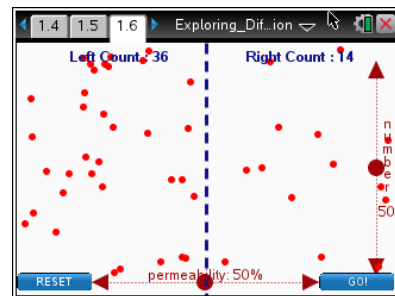 1.4 1.5 1.6 Exploring_Dif...ion
Left Count : 36
Right Count : 14
number
50
permeability: 50%
RESET
GO!